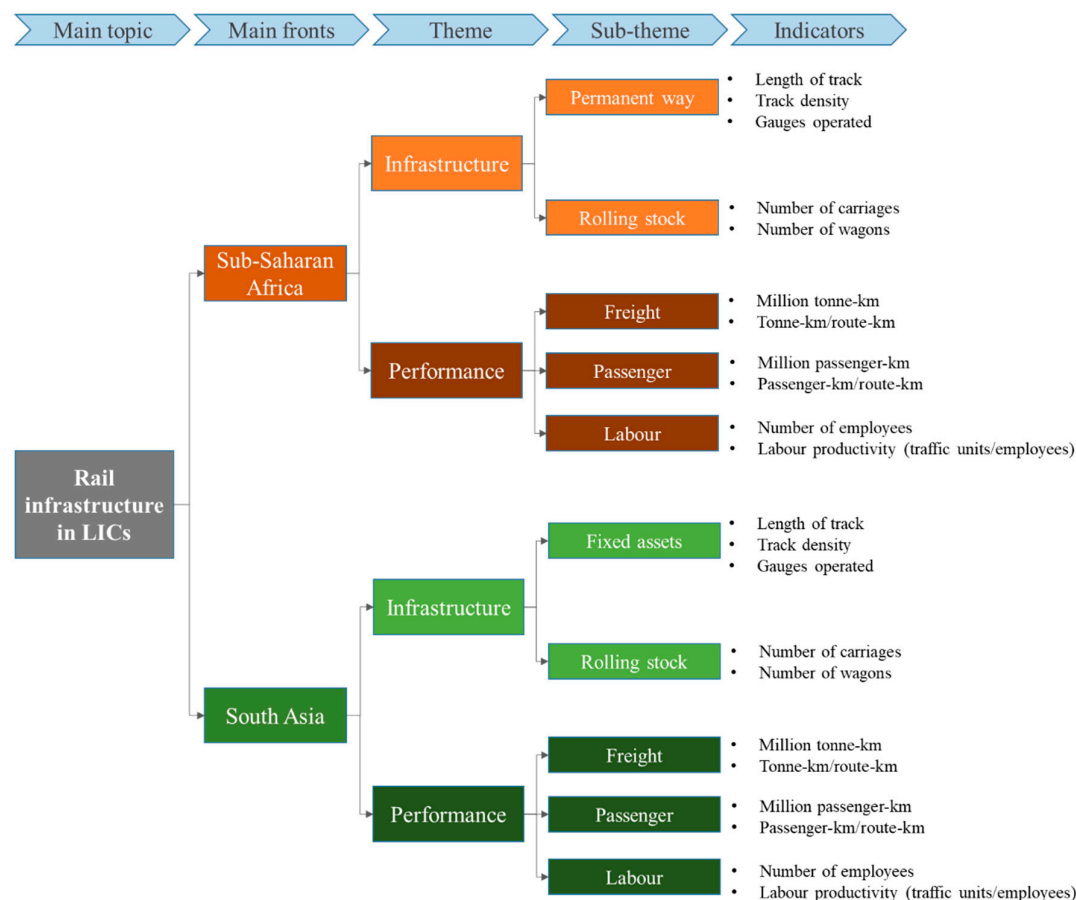 Main topic
Main fronts
Theme
Sub-theme
Indicators
Rail
infrastructure
in LICs
Sub-Saharan
Africa
Infrastructure
Permanent way
• Length of track
• Track density
• Gauges operated
Rolling stock
• Number of carriages
• Number of wagons
Performance
Freight
• Million tonne-km
• Tonne-km/route-km
Passenger
• Million passenger-km
• Passenger-km/route-km
Labour
• Number of employees
• Labour productivity (traffic units/employees)
South Asia
Infrastructure
Fixed assets
• Length of track
• Track density
• Gauges operated
Rolling stock
• Number of carriages
• Number of wagons
Performance
Freight
• Million tonne-km
• Tonne-km/route-km
Passenger
• Million passenger-km
• Passenger-km/route-km
Labour
• Number of employees
• Labour productivity (traffic units/employees)